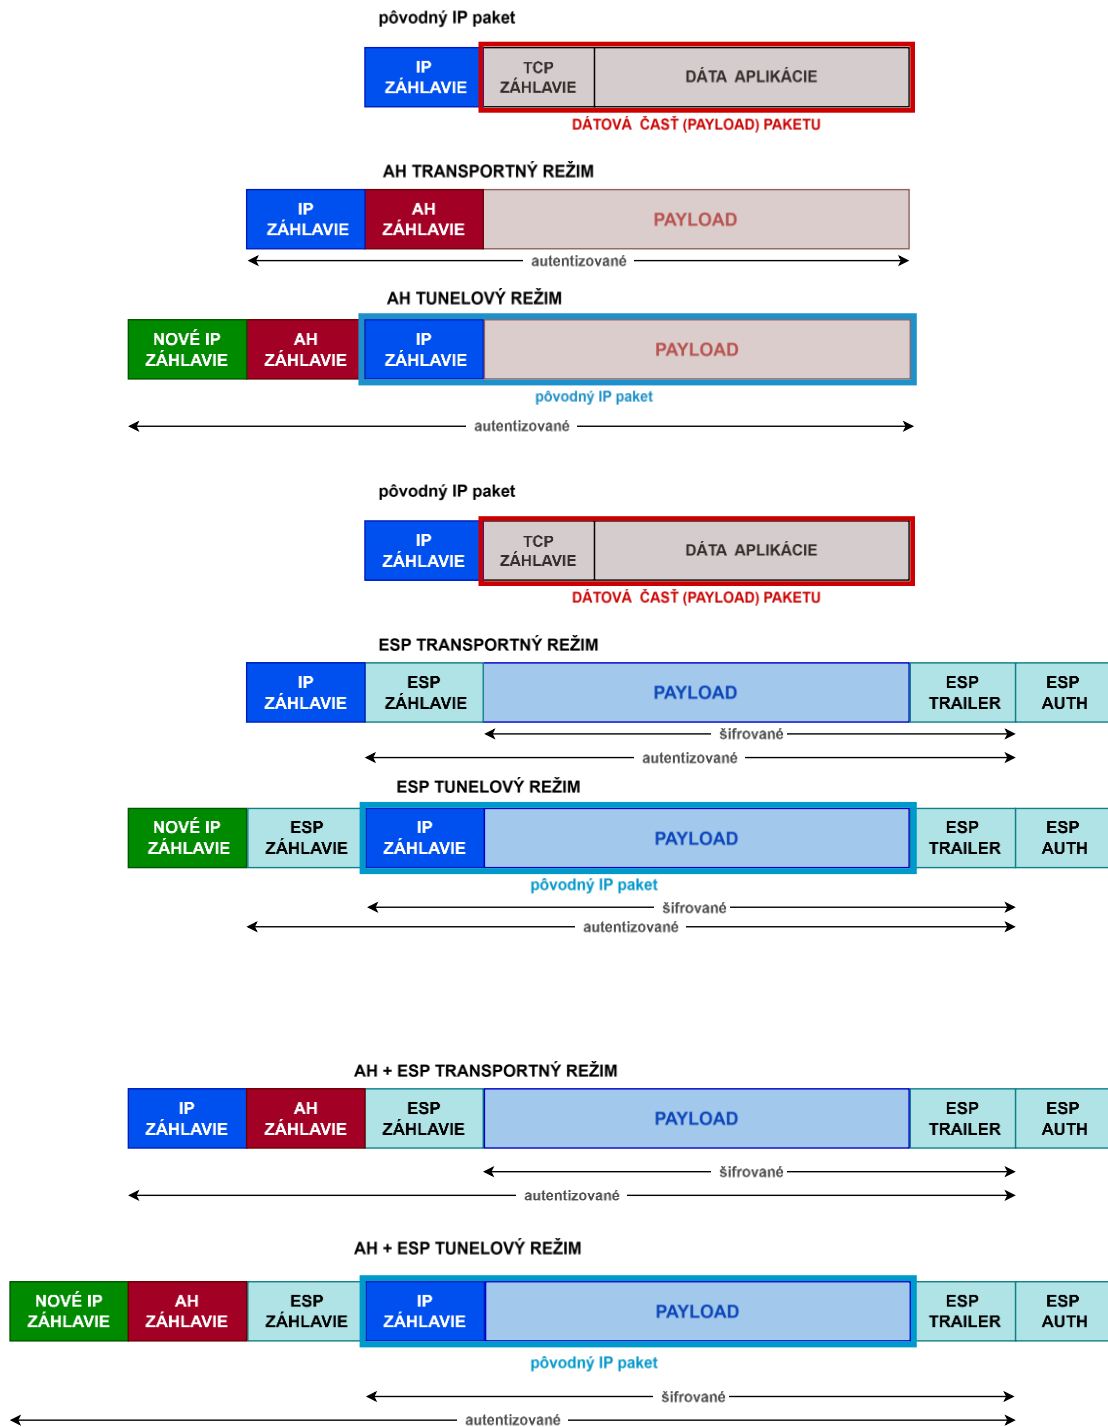 pôvodný IP paket
IP
ZÁHLAVIE
TCP
ZÁHLAVIE
DÁTA APLIKÁCIE
DÁTOVÁ ČASŤ (PAYLOAD) PAKETU
AH TRANSPORTNÝ REŽIM
IP
ZÁHLAVIE
AH
ZÁHLAVIE
PAYLOAD
autentizované
AH TUNELOVÝ REŽIM
NOVÉ IP
ZÁHLAVIE
AH
ZÁHLAVIE
IP
ZÁHLAVIE
PAYLOAD
pôvodný IP paket
autentizované
pôvodný IP paket
IP
ZÁHLAVIE
TCP
ZÁHLAVIE
DÁTA APLIKÁCIE
DÁTOVÁ ČASŤ (PAYLOAD) PAKETU
ESP TRANSPORTNÝ REŽIM
IP
ZÁHLAVIE
ESP
ZÁHLAVIE
PAYLOAD
ESP
TRAILER
ESP
AUTH
šifrované
autentizované
ESP TUNELOVÝ REŽIM
NOVÉ IP
ZÁHLAVIE
ESP
ZÁHLAVIE
IP
ZÁHLAVIE
PAYLOAD
ESP
TRAILER
ESP
AUTH
pôvodný IP paket
šifrované
autentizované
AH + ESP TRANSPORTNÝ REŽIM
IP
ZÁHLAVIE
AH
ZÁHLAVIE
ESP
ZÁHLAVIE
PAYLOAD
ESP
TRAILER
ESP
AUTH
šifrované
autentizované
AH + ESP TUNELOVÝ REŽIM
NOVÉ IP
ZÁHLAVIE
AH
ZÁHLAVIE
ESP
ZÁHLAVIE
IP
ZÁHLAVIE
PAYLOAD
ESP
TRAILER
ESP
AUTH
pôvodný IP paket
šifrované
autentizované